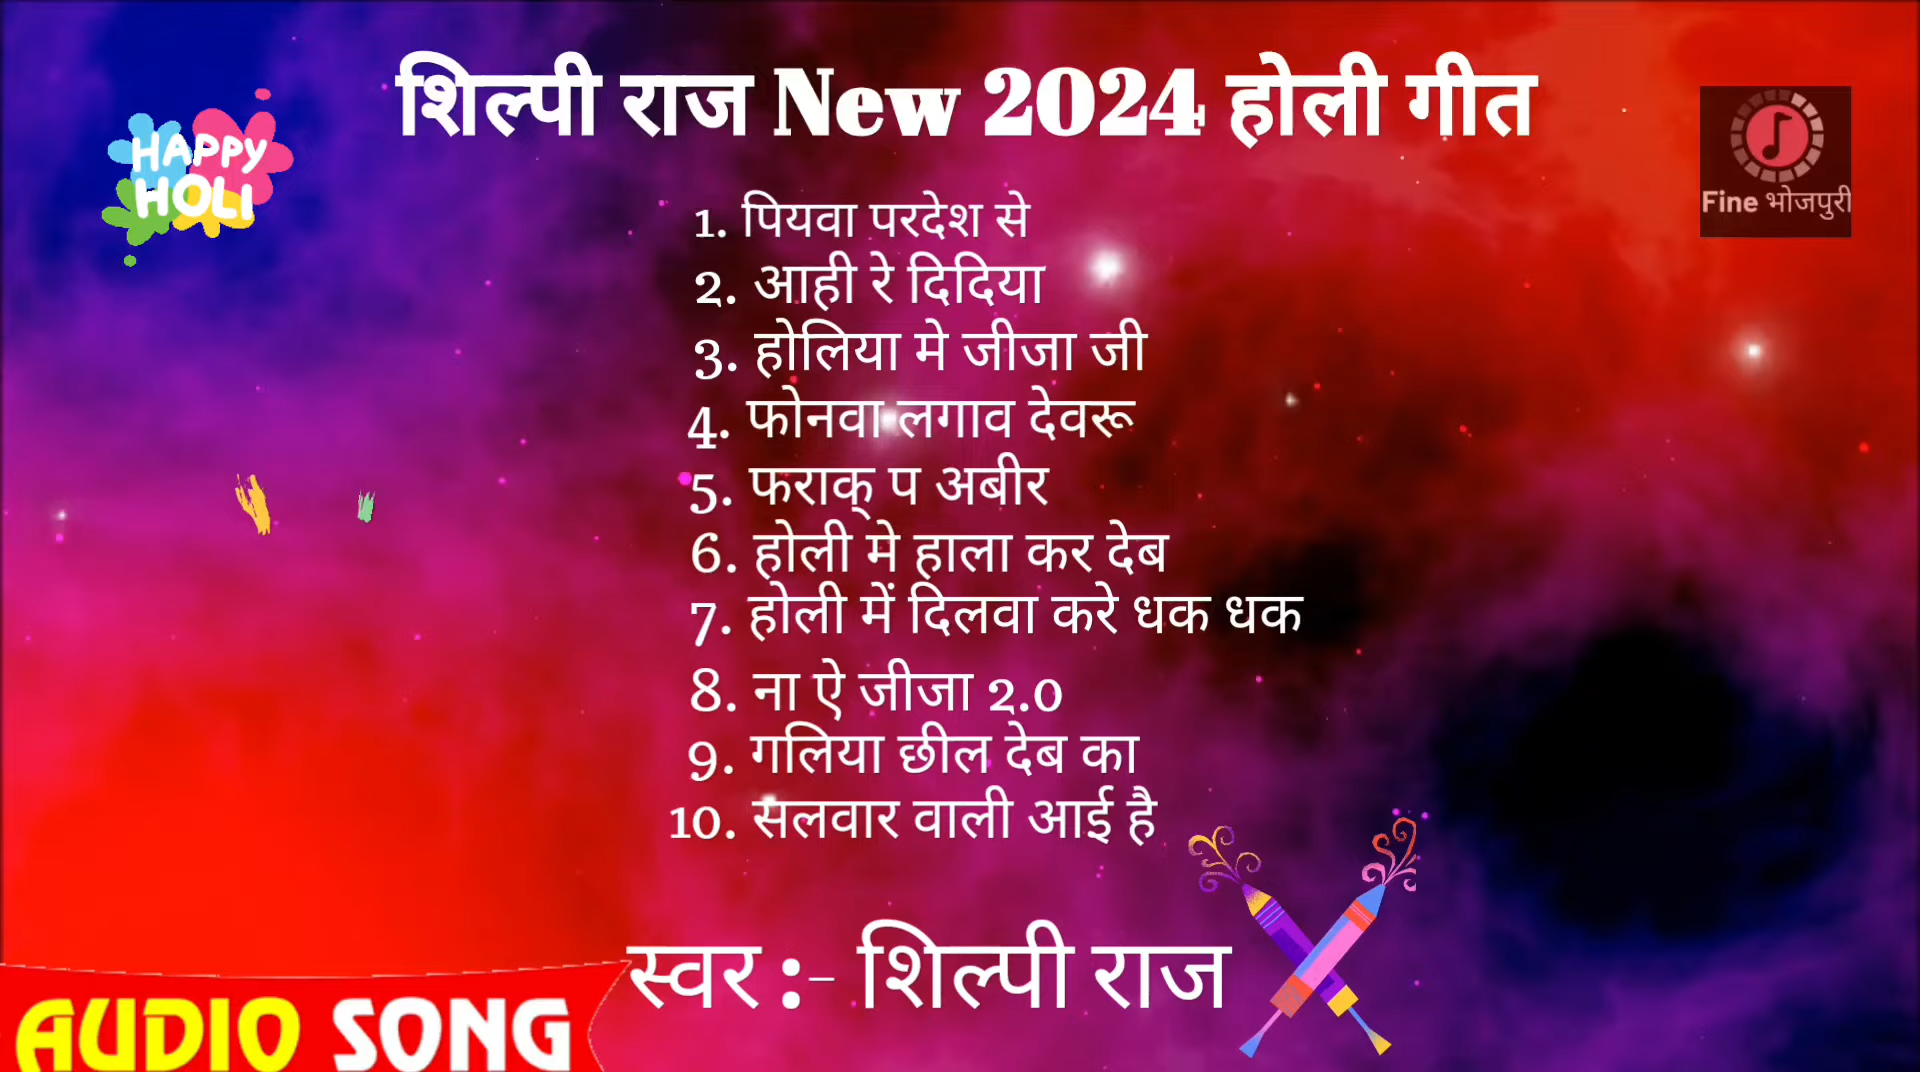 शिल्पी राज New 2024 होली गीत
HAPPY
HOLI
Fine भोजपुरी
1. पियवा परदेश से
2. आही रे दिदिया
3. होलिया मे जीजा जी
4. फोनवा लगाव देवरू
5. फराक् प अबीर
6. होली मे हाला कर देब
7. होली में दिलवा करे धक धक
8. ना ऐ जीजा 2.0
9. गलिया छील देब का
10. सलवार वाली आई है
स्वर :- शिल्पी राज
AUDIO SONG